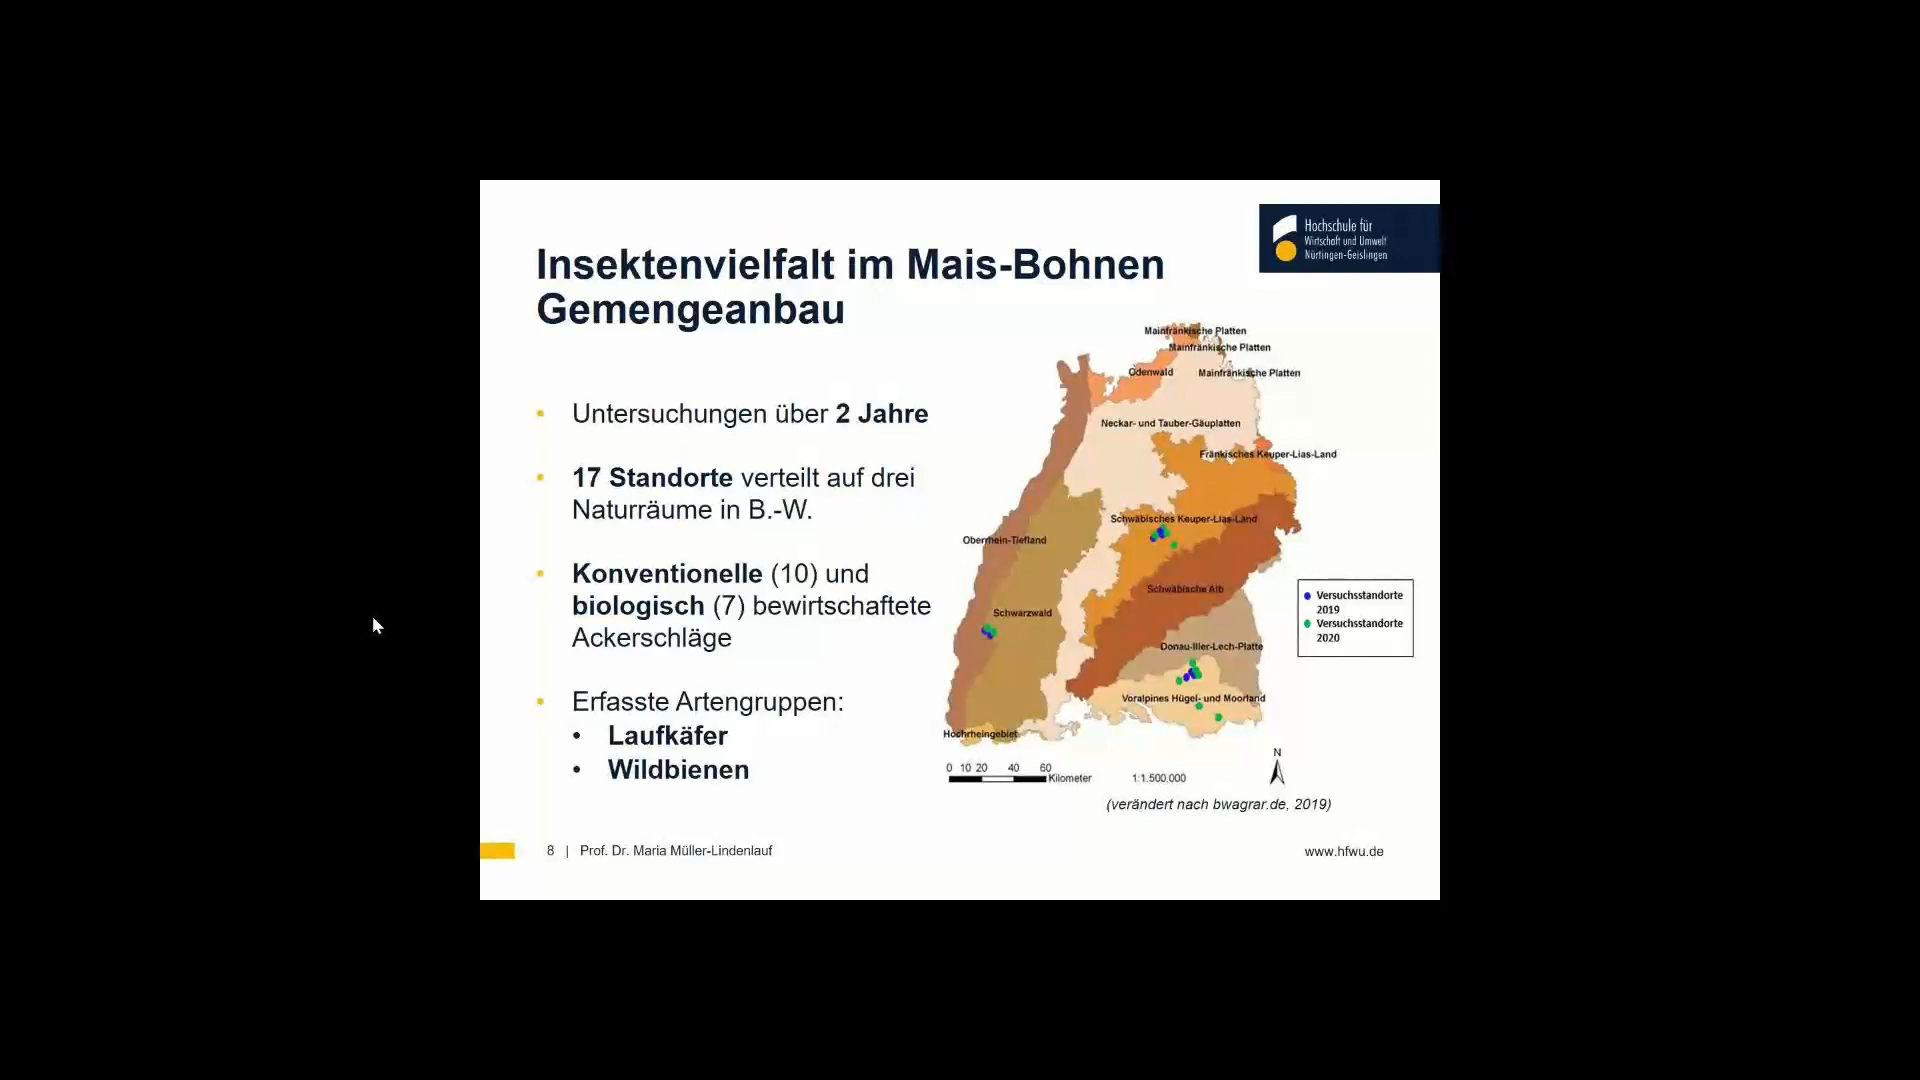 Hochschule für
Wirtschaft und Umwelt
Nürtingen-Geislingen
Insektenvielfalt im Mais-Bohnen
Gemengeanbau
Untersuchungen über 2 Jahre
17 Standorte verteilt auf drei
Naturräume in B.-W.
Konventionelle (10) und
biologisch (7) bewirtschaftete
Ackerschläge
Erfasste Artengruppen:
Laufkäfer
Wildbienen
Mainfränkische Platten
Mainfränkische Platten
Odenwald
Mainfränkische Platten
Neckar- und Tauber-Gäuplatten
Fränkisches Keuper-Lias-Land
Schwäbisches Keuper-Lias-Land
Oberrhein-Tiefland
Schwäbische Alb
Schwarzwald
Donau-Iller-Lech-Platte
Voralpines Hügel- und Moorland
Hochrheingebiet
Versuchsstandorte
2019
Versuchsstandorte
2020
N
0 10 20 40 60
Kilometer
1:1.500.000
(verändert nach bwagrar.de, 2019)
8 | Prof. Dr. Maria Müller-Lindenlauf
www.hfwu.de